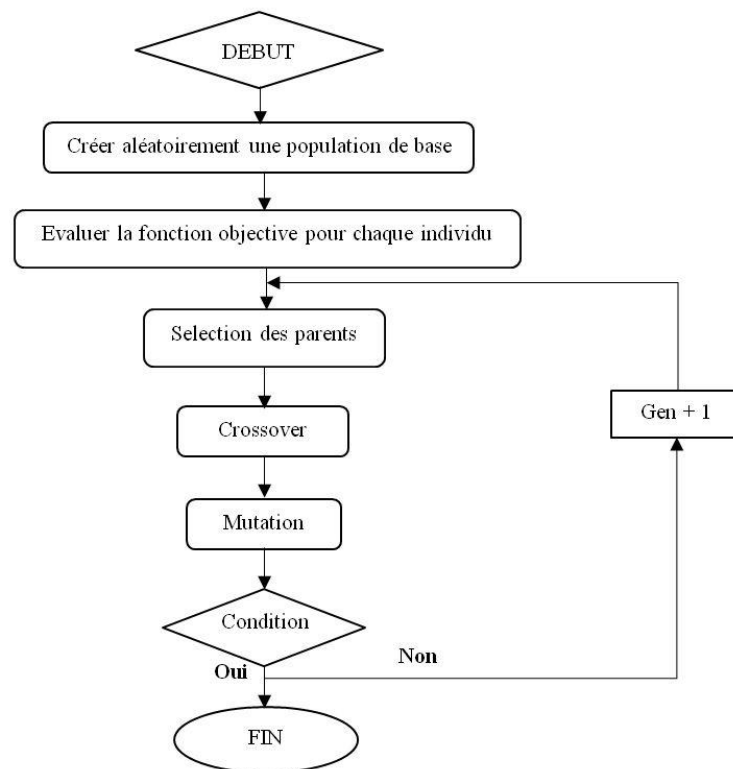 DEBUT
Créer aléatoirement une population de base
Evaluer la fonction objective pour chaque individu
Selection des parents
Gen + 1
Crossover
Mutation
Condition
Non
Oui
FIN